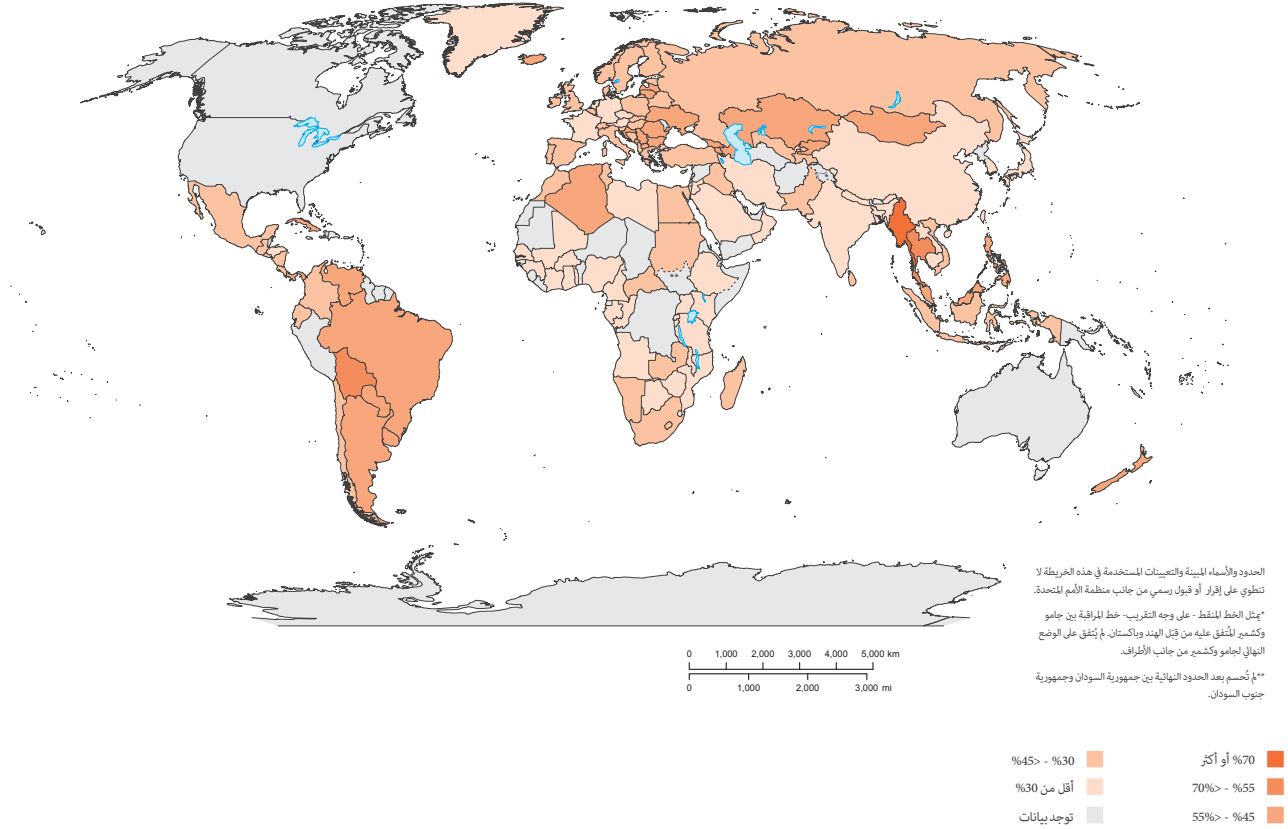 **
*
الحدود والأسماء المبينة والتعيينات المستخدمة في هذه الخريطة لا
تنطوي على إقرار أو قبول رسمي من جانب منظمة الأمم المتحدة.
*يمثل الخط المنقط - على وجه التقريب- خط المراقبة بين جامو
وكشمير المُتفق عليه من قِبَل الهند وباكستان. لم يُتفق على الوضع
النهائي لجامو وكشمير من جانب الأطراف.
**لم تُحسم بعد الحدود النهائية بين جمهورية السودان وجمهورية
جنوب السودان.
0 1,000 2,000 3,000 4,000 5,000 km
0 1,000 2,000 3,000 mi
%70 أو أكثر
%55 - <70%
%45 - <55%
%30 - <45%
أقل من 30%
توجد بيانات